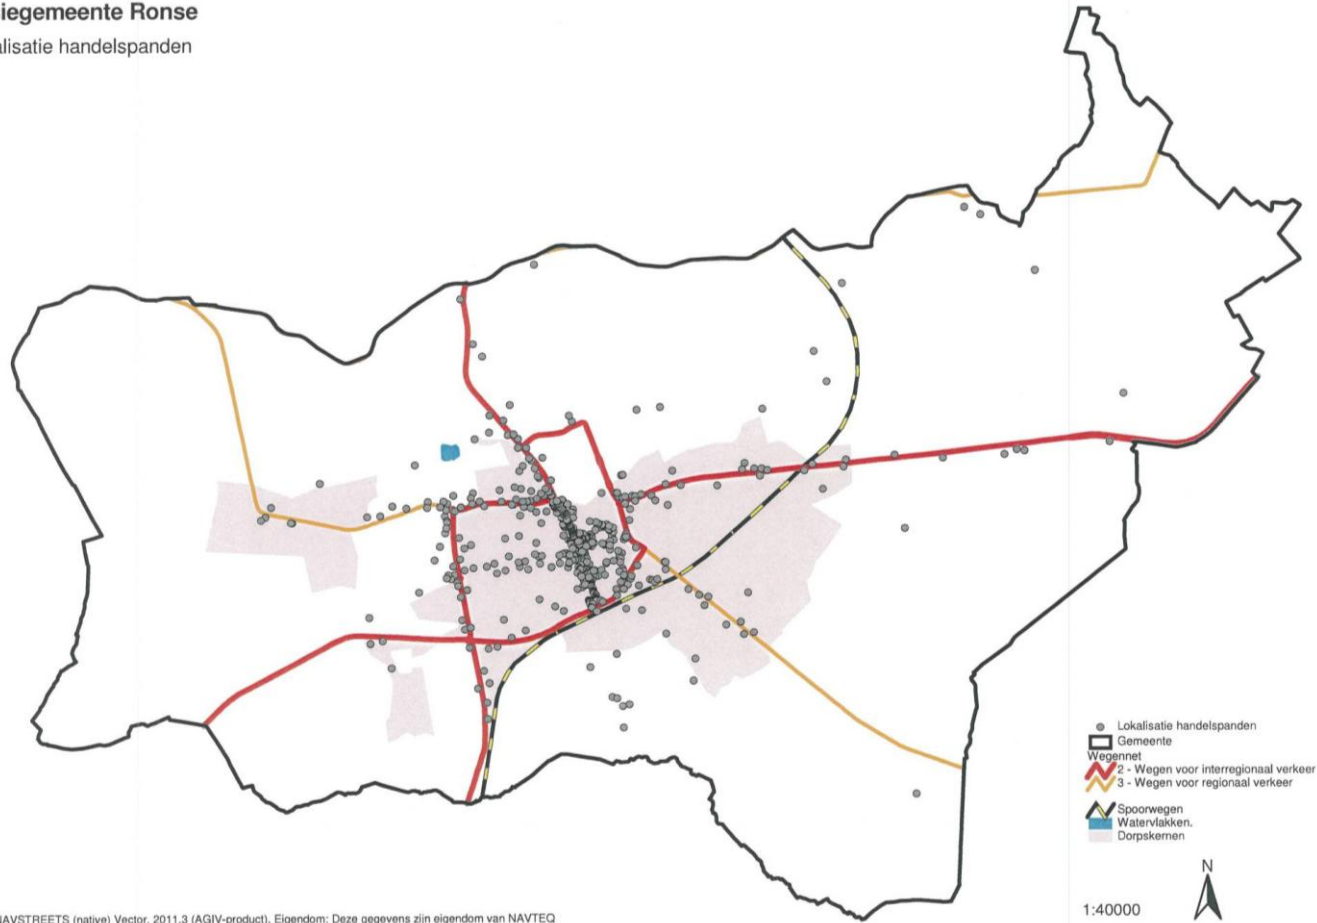 iegemeente Ronse
alisatie handelspanden
Lokalisatie handelspanden
Gemeente
Wegennet
2 - Wegen voor interregionaal verkeer
3 - Wegen voor regionaal verkeer
Spoorwegen
Watervlakken.
Dorpskernen
N
1:40000
NAVSTREETS (native) Vector, 2011.3 (AGIV-product). Eigendom: Deze gegevens zijn eigendom van NAVTEQ